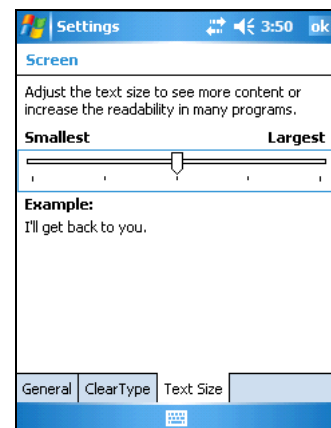 Settings 3:50 ok
Screen
Adjust the text size to see more content or
increase the readability in many programs.
Smallest Largest
Example:
I'll get back to you.
General ClearType Text Size